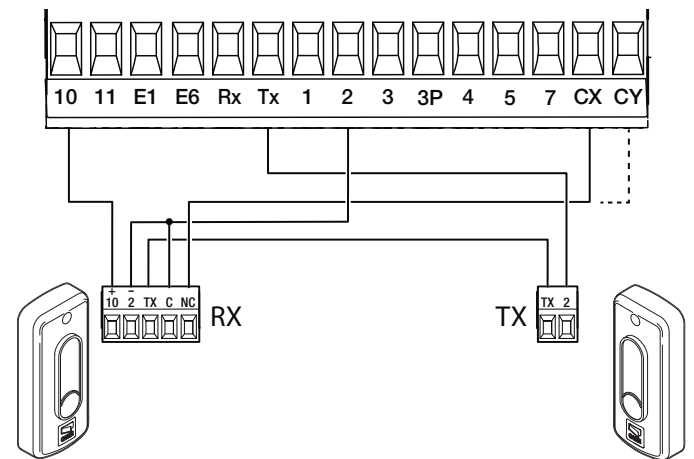 10 11 E1 E6 Rx Tx 1 2 3 3P 4 5 7 CX CY
+ −
10 2 TX C NC
RX
TX 2
TX